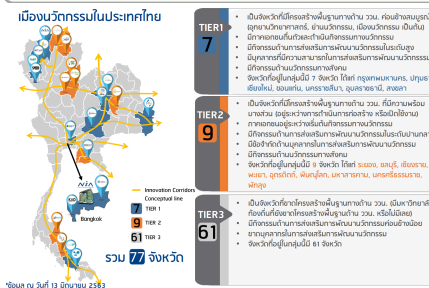 เมืองนวัตกรรมในประเทศไทย
Innovation Corridors
Conceptual line
7 TIER 1
9 TIER 2
61 TIER 3
NIA
Bangkok
รวม 77 จังหวัด
*ข้อมูล ณ วันที่ 13 มิถุนายน 2563
TIER1
7
• เป็นจังหวัดที่มีโครงสร้างพื้นฐานทางด้าน วทน. ค่อนข้างสมบูรณ์
(อุทยานวิทยาศาสตร์, ย่านนวัตกรรม, เมืองนวัตกรรม เป็นต้น)
• มีภาคเอกชนที่ทำและดำเนินกิจกรรมทางนวัตกรรม
• มีกิจกรรมด้านการส่งเสริมการพัฒนานวัตกรรมในระดับสูง
• มีบุคลากรที่มีความสามารถในการส่งเสริมการพัฒนานวัตกรรม
• มีกิจกรรมด้านนวัตกรรมทางสังคม
• จังหวัดที่อยู่ในกลุ่มนี้มี 7 จังหวัด ได้แก่ กรุงเทพมหานคร,
เชียงใหม่, ขอนแก่น, นครราชสีมา, อุบลราชธานี, สงขลา
TIER2
9
• เป็นจังหวัดที่มีโครงสร้างพื้นฐานทางด้าน วทน. ที่มีความพร้อม
บางส่วน (อยู่ระหว่างการดำเนินการก่อสร้าง หรือเปิดใช้งาน)
• ภาคเอกชนอยู่ระหว่างเริ่มต้นกิจกรรมทางนวัตกรรม
• มีกิจกรรมด้านการส่งเสริมการพัฒนานวัตกรรมในระดับปานกลาง
• มีข้อจำกัดด้านบุคลากรในการส่งเสริมการพัฒนานวัตกรรม
• มีกิจกรรมด้านนวัตกรรมทางสังคม
• จังหวัดที่อยู่ในกลุ่มนี้มี 9 จังหวัด ได้แก่ ระยอง, ชลบุรี, เชียงราย,
พะเยา, อุตรดิตถ์, พิษณุโลก, มหาสารคาม, นครศรีธรรมราช,
พัทลุง
TIER3
61
• เป็นจังหวัดที่ขาดโครงสร้างพื้นฐานทางด้าน วทน.
ท้องถิ่นที่ยังขาดโครงสร้างพื้นฐานด้าน วทน. หรือไม่มีเลย)
• มีกิจกรรมด้านการส่งเสริมการพัฒนานวัตกรรมค่อนข้างน้อย
• ขาดบุคลากรในการส่งเสริมการพัฒนานวัตกรรม
• จังหวัดที่อยู่ในกลุ่มนี้มี 61 จังหวัด